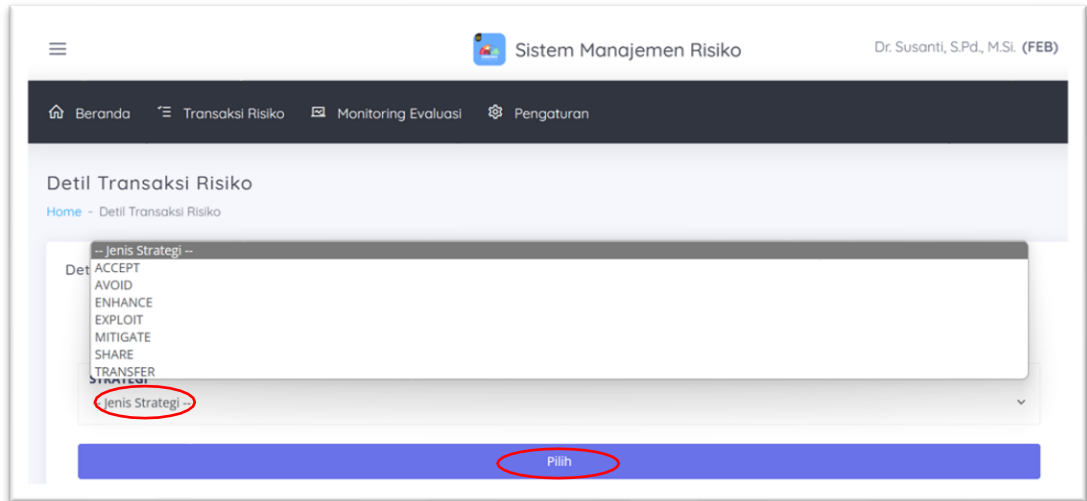 Sistem Manajemen Risiko
Dr. Susanti, S.Pd., M.Si. (FEB)
Beranda Transaksi Risiko Monitoring Evaluasi Pengaturan
Detil Transaksi Risiko
Home - Detil Transaksi Risiko
Det
-- Jenis Strategi --
ACCEPT
AVOID
ENHANCE
EXPLOIT
MITIGATE
SHARE
TRANSFER
STRATEGI
-- Jenis Strategi --
Pilih